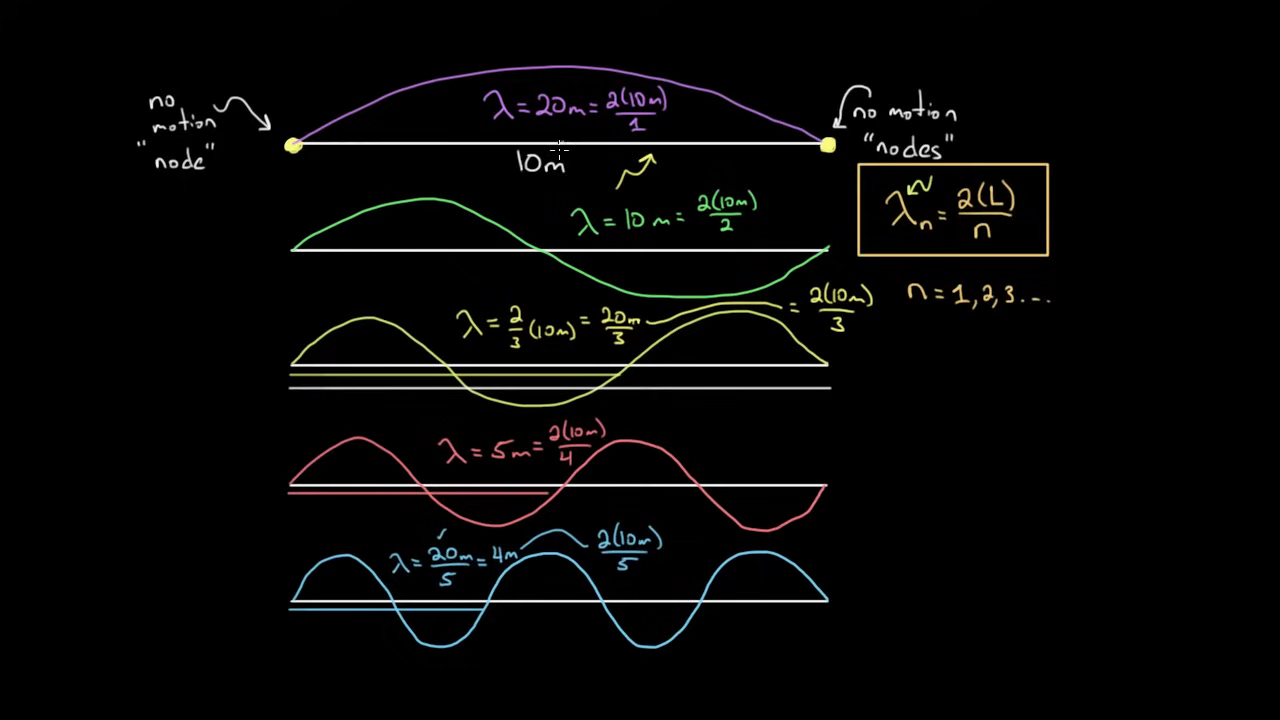 no
motion
"node"
λ = 20m = 2(10m)/1
10m
no motion
"nodes"
λn = 2(L)/n
n = 1, 2, 3 . - -
λ = 10 m = 2(10m)/2
λ = 2/3 (10m) = 20m/3 = 2(10m)/3
λ = 5m = 2(10m)/4
λ = 20m/5 = 4m 2(10m)/5